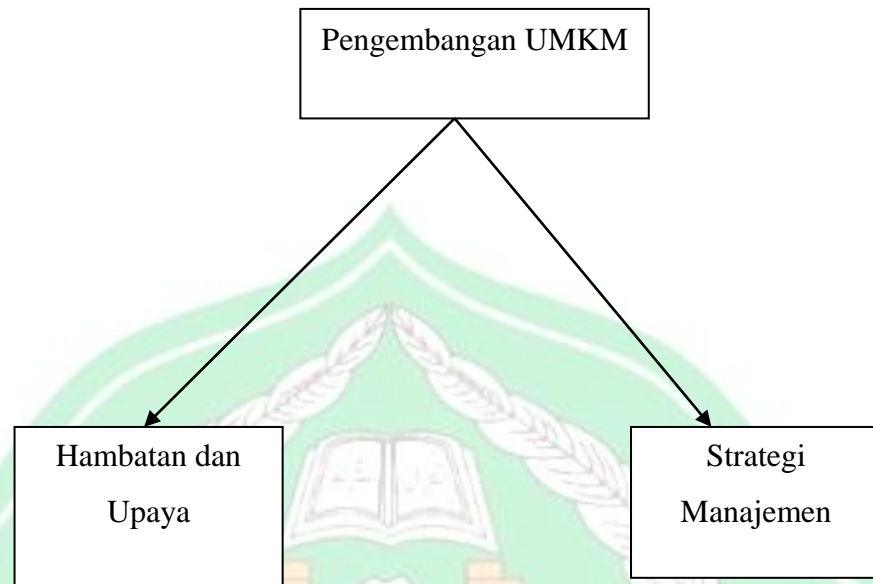 Pengembangan UMKM
Hambatan dan
Upaya
Strategi
Manajemen